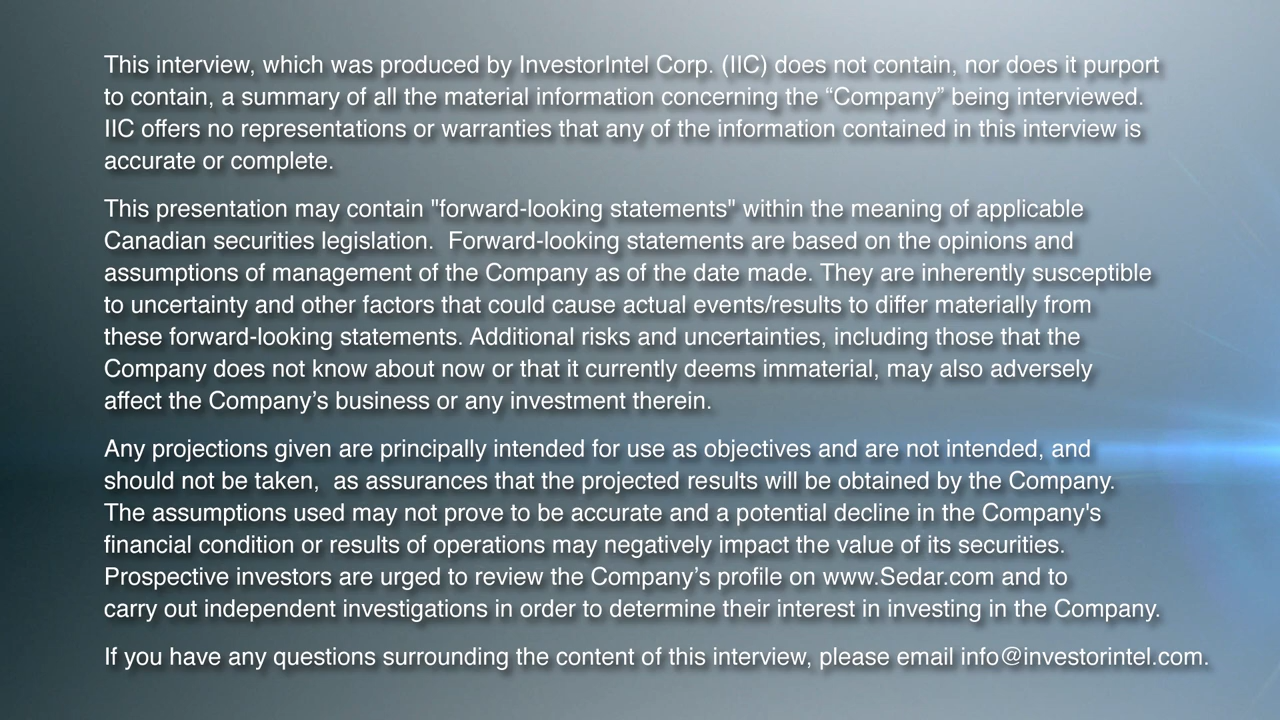 This interview, which was produced by InvestorIntel Corp. (IIC) does not contain, nor does it purport
to contain, a summary of all the material information concerning the “Company” being interviewed.
IIC offers no representations or warranties that any of the information contained in this interview is
accurate or complete.
This presentation may contain "forward-looking statements" within the meaning of applicable
Canadian securities legislation.  Forward-looking statements are based on the opinions and
assumptions of management of the Company as of the date made. They are inherently susceptible
to uncertainty and other factors that could cause actual events/results to differ materially from
these forward-looking statements. Additional risks and uncertainties, including those that the
Company does not know about now or that it currently deems immaterial, may also adversely
affect the Company’s business or any investment therein.
Any projections given are principally intended for use as objectives and are not intended, and
should not be taken,  as assurances that the projected results will be obtained by the Company.
The assumptions used may not prove to be accurate and a potential decline in the Company's
financial condition or results of operations may negatively impact the value of its securities.
Prospective investors are urged to review the Company’s profile on www.Sedar.com and to
carry out independent investigations in order to determine their interest in investing in the Company.
If you have any questions surrounding the content of this interview, please email info@investorintel.com.